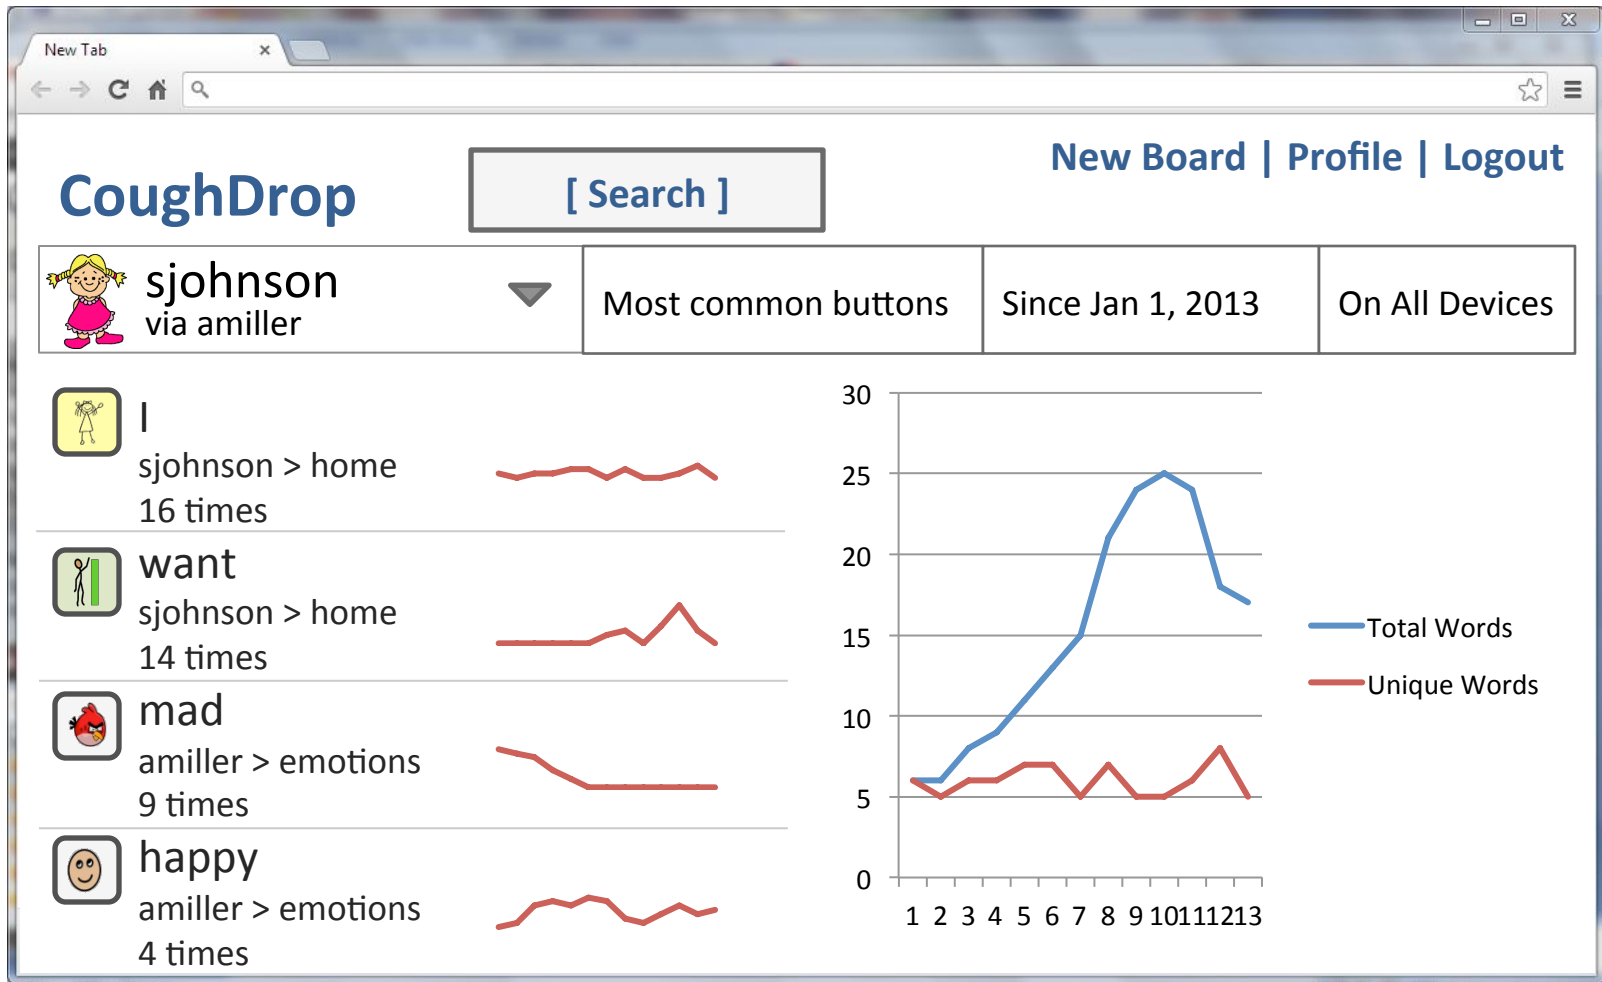 New Tab
New Board | Profile | Logout
CoughDrop
[ Search ]
sjohnson
via amiller
Most common buttons
Since Jan 1, 2013
On All Devices
I
sjohnson > home
16 times
want
sjohnson > home
14 times
mad
amiller > emotions
9 times
happy
amiller > emotions
4 times
30
25
20
15
10
5
0
1 2 3 4 5 6 7 8 9 10 11 12 13
Total Words
Unique Words